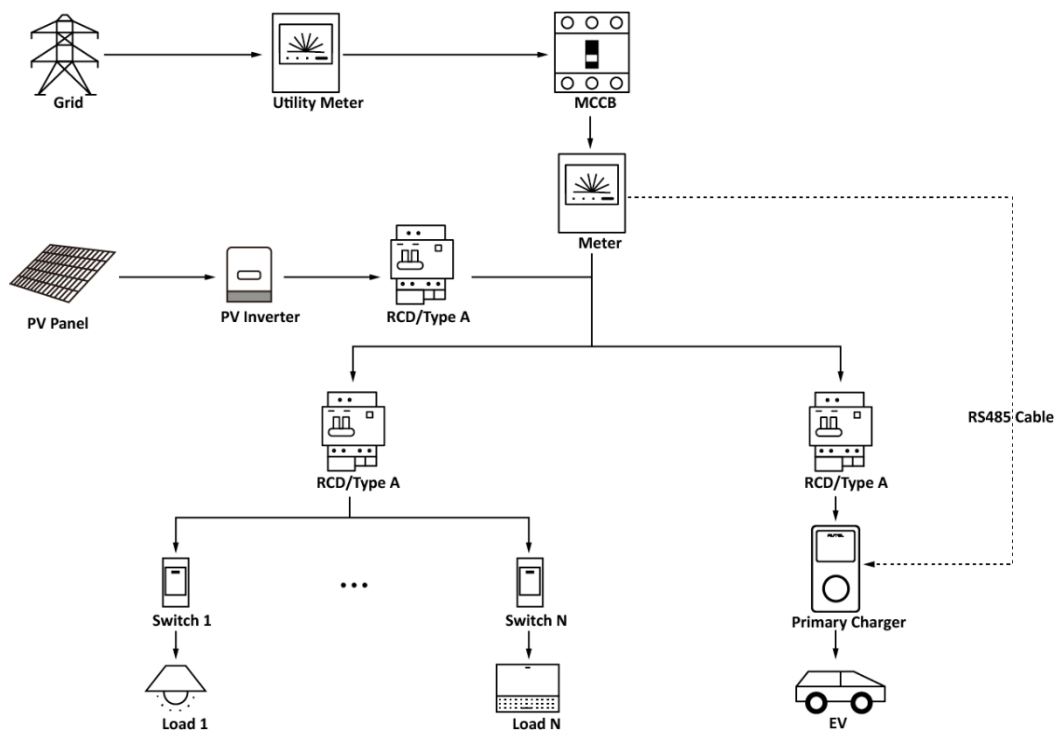 Grid
Utility Meter
MCCB
Meter
PV Panel
PV Inverter
RCD/Type A
RS485 Cable
RCD/Type A
RCD/Type A
AUTEL
Switch 1
Switch N
Primary Charger
Load 1
Load N
EV